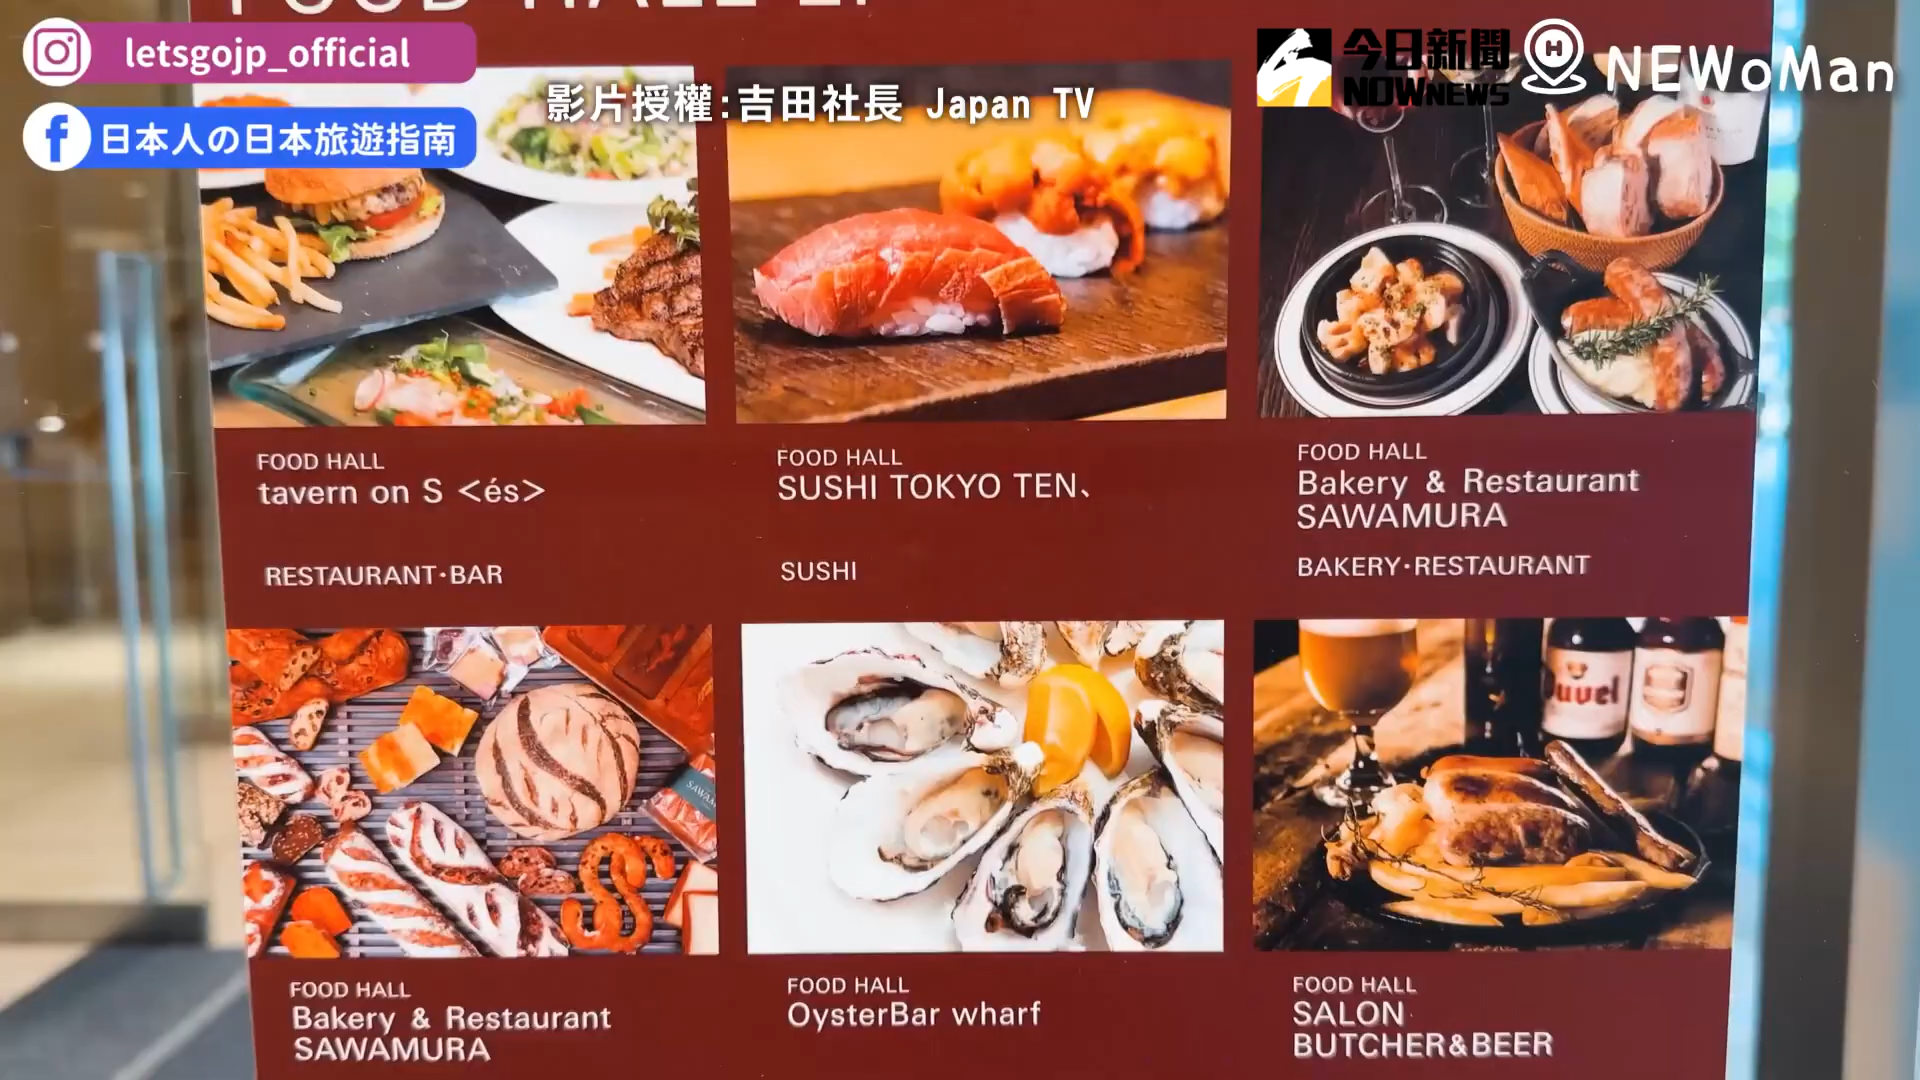 FOOD HALL
letsgojp_official
日本人の日本旅遊指南
影片授權:吉田社長 Japan TV
今日新聞
NOWNEWS
NEWoMan
FOOD HALL
tavern on S <és>
RESTAURANT・BAR
FOOD HALL
SUSHI TOKYO TEN、
SUSHI
FOOD HALL
Bakery & Restaurant
SAWAMURA
BAKERY・RESTAURANT
Duvel
FOOD HALL
Bakery & Restaurant
SAWAMURA
FOOD HALL
OysterBar wharf
FOOD HALL
SALON
BUTCHER&BEER